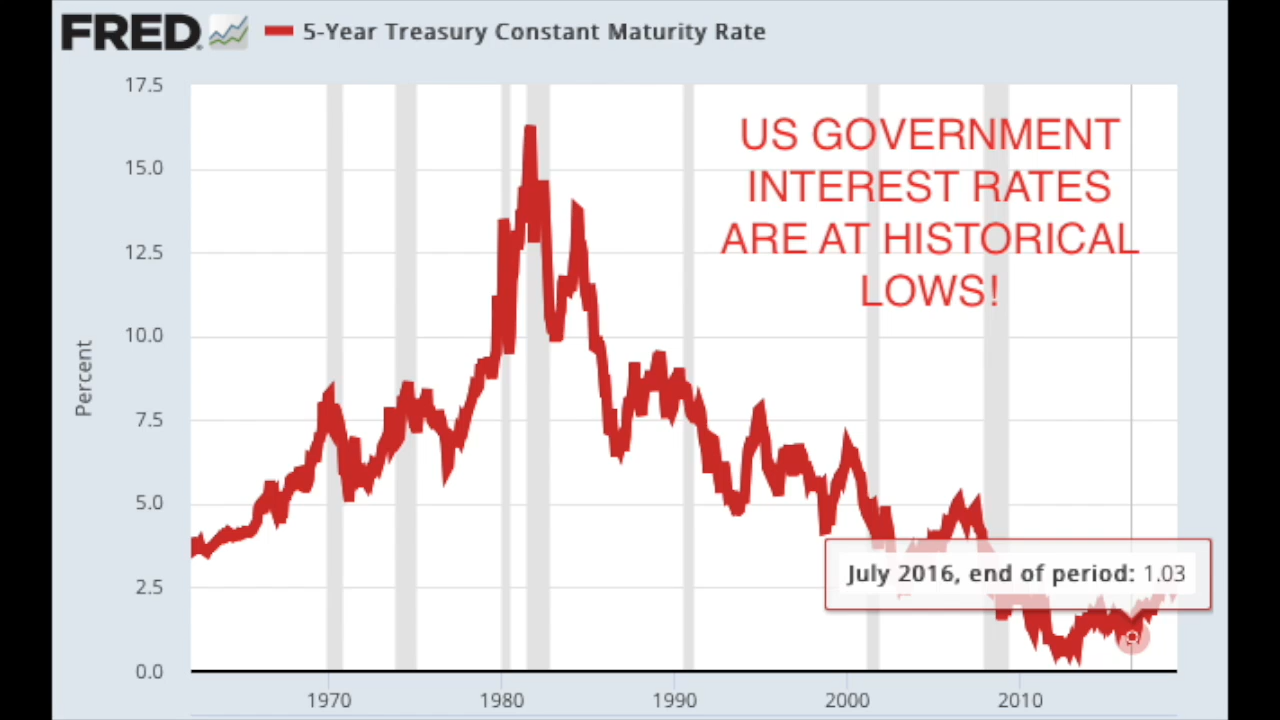 FRED 5-Year Treasury Constant Maturity Rate
17.5
15.0
12.5
10.0
7.5
5.0
2.5
0.0
Percent
US GOVERNMENT
INTEREST RATES
ARE AT HISTORICAL
LOWS!
July 2016, end of period: 1.03
1970 1980 1990 2000 2010